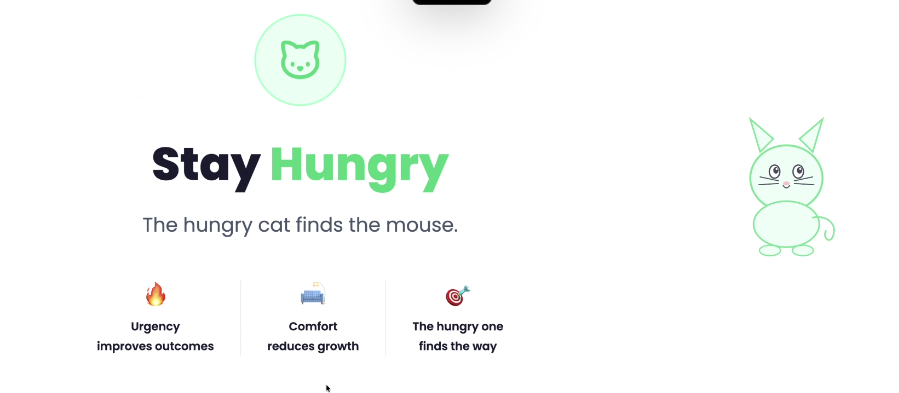 Stay Hungry
The hungry cat finds the mouse.
Urgency
improves outcomes
Comfort
reduces growth
The hungry one
finds the way